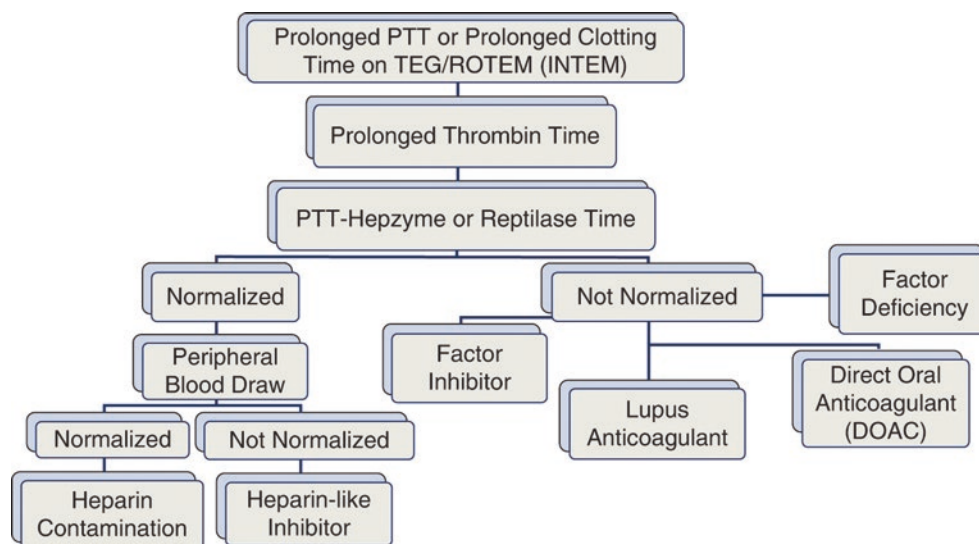 Prolonged PTT or Prolonged Clotting
Time on TEG/ROTEM (INTEM)
Prolonged Thrombin Time
PTT-Hepzyme or Reptilase Time
Normalized
Not Normalized
Factor
Deficiency
Peripheral
Blood Draw
Factor
Inhibitor
Lupus
Anticoagulant
Direct Oral
Anticoagulant
(DOAC)
Normalized
Not Normalized
Heparin
Contamination
Heparin-like
Inhibitor